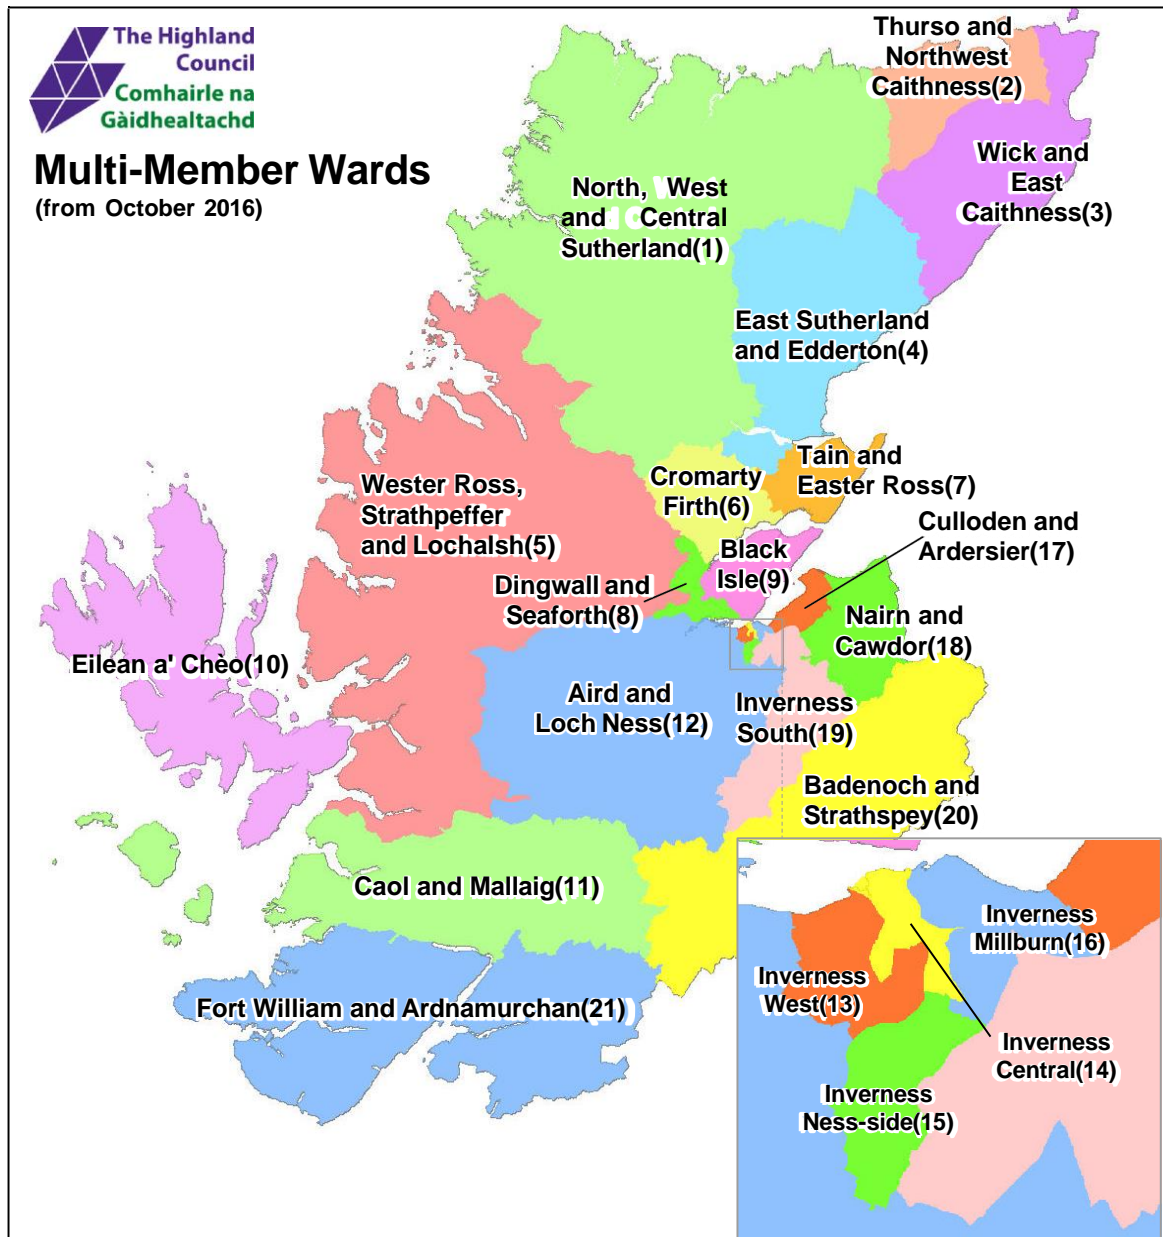 The Highland
Council
Comhairle na
Gàidhealtachd
Multi-Member Wards
(from October 2016)
Thurso and
Northwest
Caithness(2)
Wick and
East
Caithness(3)
North, West
and Central
Sutherland(1)
East Sutherland
and Edderton(4)
Tain and
Easter Ross(7)
Cromarty
Firth(6)
Wester Ross,
Strathpeffer
and Lochalsh(5)
Culloden and
Ardersier(17)
Black
Isle(9)
Dingwall and
Seaforth(8)
Nairn and
Cawdor(18)
Eilean a' Chèo(10)
Aird and
Loch Ness(12)
Inverness
South(19)
Badenoch and
Strathspey(20)
Caol and Mallaig(11)
Fort William and Ardnamurchan(21)
Inverness
Millburn(16)
Inverness
West(13)
Inverness
Central(14)
Inverness
Ness-side(15)